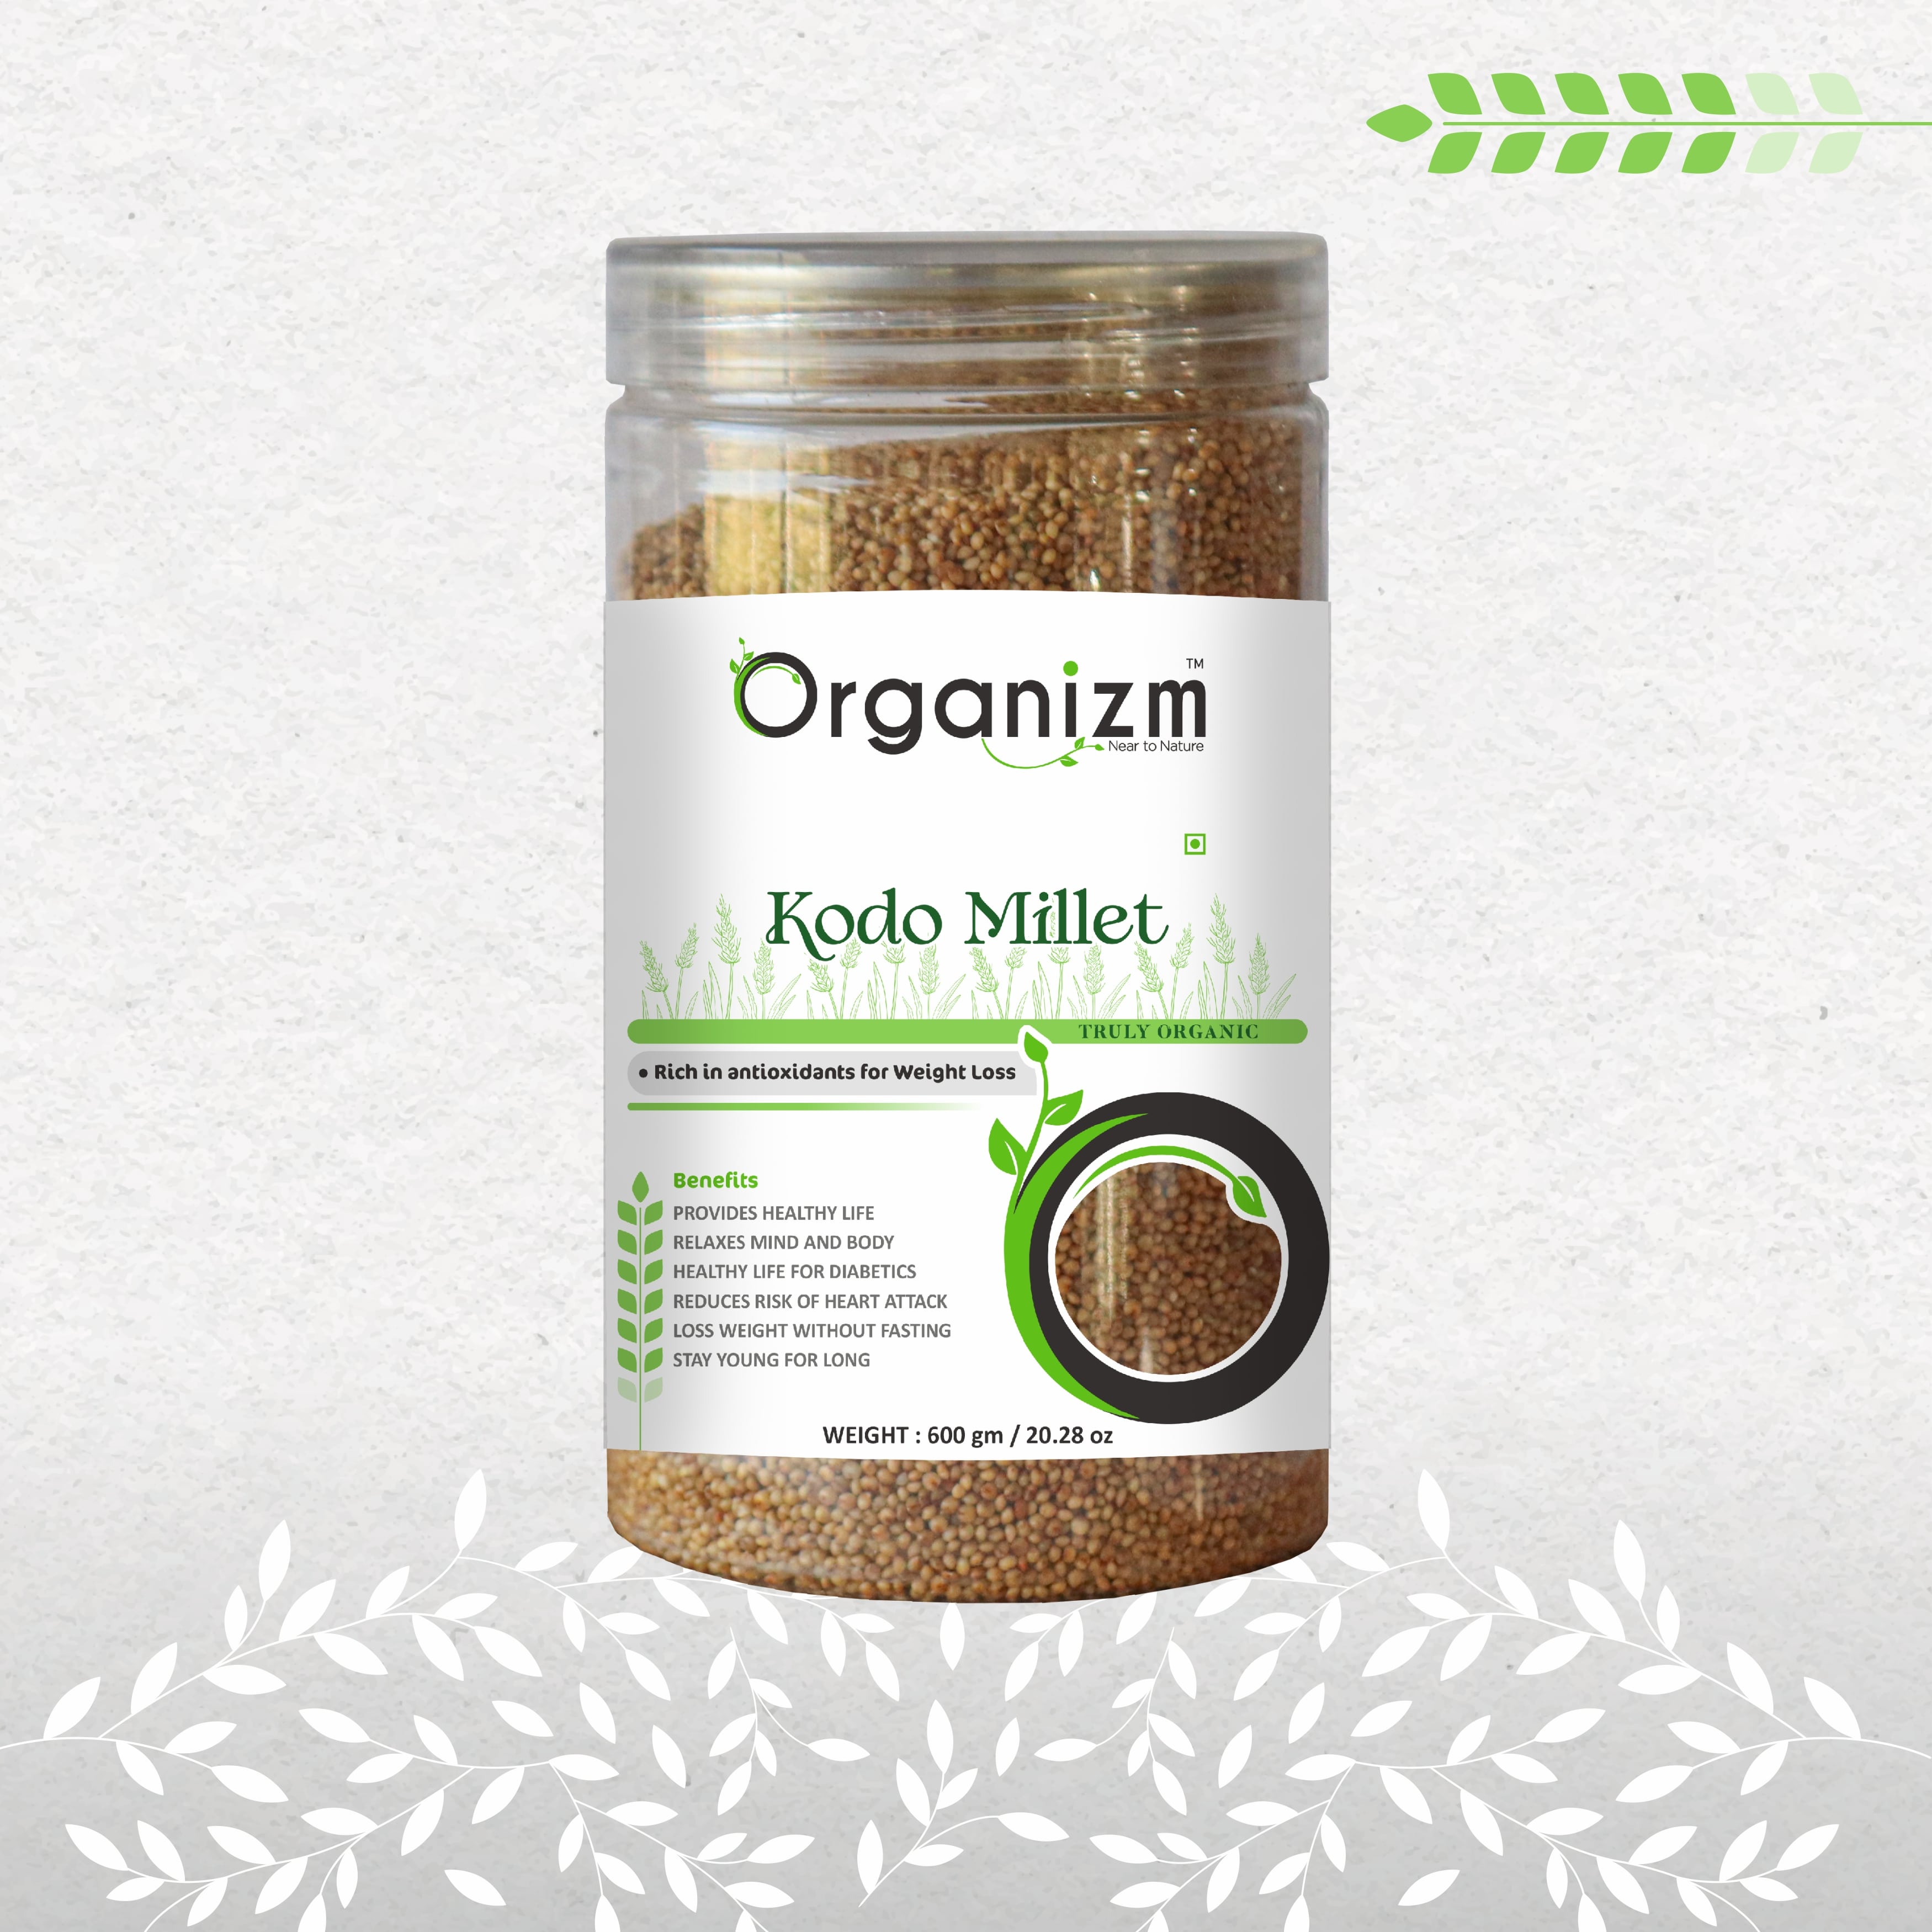 Organizm™
Near to Nature
Kodo Millet
TRULY ORGANIC
• Rich in antioxidants for Weight Loss
Benefits
PROVIDES HEALTHY LIFE
RELAXES MIND AND BODY
HEALTHY LIFE FOR DIABETICS
REDUCES RISK OF HEART ATTACK
LOSS WEIGHT WITHOUT FASTING
STAY YOUNG FOR LONG
WEIGHT : 600 gm / 20.28 oz